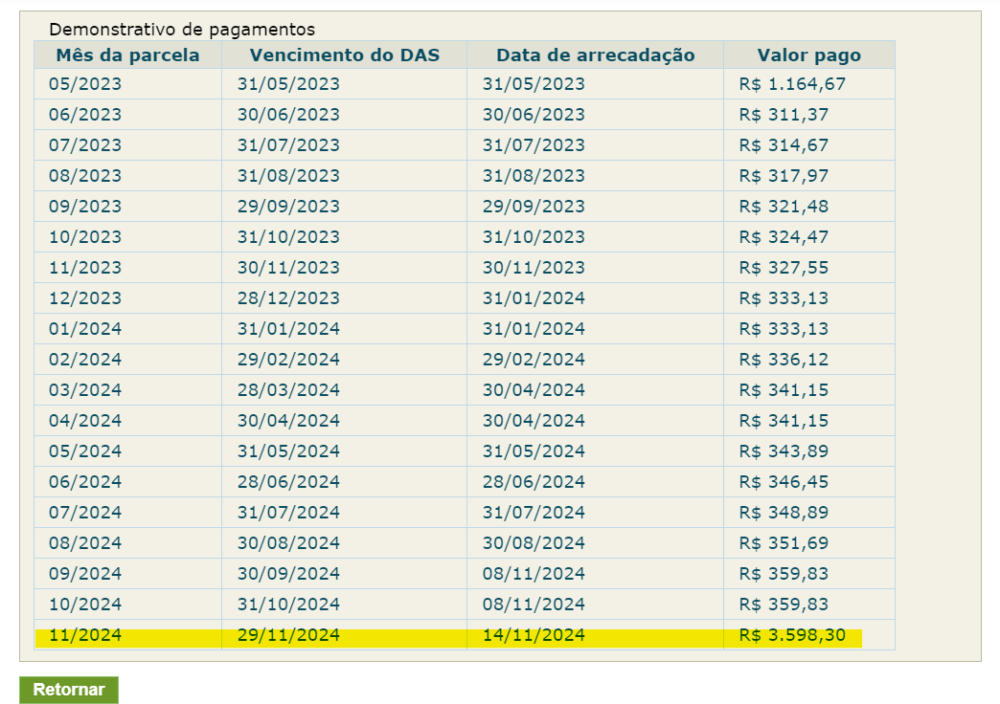 Demonstrativo de pagamentos
Mês da parcela Vencimento do DAS Data de arrecadação Valor pago
05/2023 31/05/2023 31/05/2023 R$ 1.164,67
06/2023 30/06/2023 30/06/2023 R$ 311,37
07/2023 31/07/2023 31/07/2023 R$ 314,67
08/2023 31/08/2023 31/08/2023 R$ 317,97
09/2023 29/09/2023 29/09/2023 R$ 321,48
10/2023 31/10/2023 31/10/2023 R$ 324,47
11/2023 30/11/2023 30/11/2023 R$ 327,55
12/2023 28/12/2023 31/01/2024 R$ 333,13
01/2024 31/01/2024 31/01/2024 R$ 333,13
02/2024 29/02/2024 29/02/2024 R$ 336,12
03/2024 28/03/2024 30/04/2024 R$ 341,15
04/2024 30/04/2024 30/04/2024 R$ 341,15
05/2024 31/05/2024 31/05/2024 R$ 343,89
06/2024 28/06/2024 28/06/2024 R$ 346,45
07/2024 31/07/2024 31/07/2024 R$ 348,89
08/2024 30/08/2024 30/08/2024 R$ 351,69
09/2024 30/09/2024 08/11/2024 R$ 359,83
10/2024 31/10/2024 08/11/2024 R$ 359,83
11/2024 29/11/2024 14/11/2024 R$ 3.598,30
Retornar